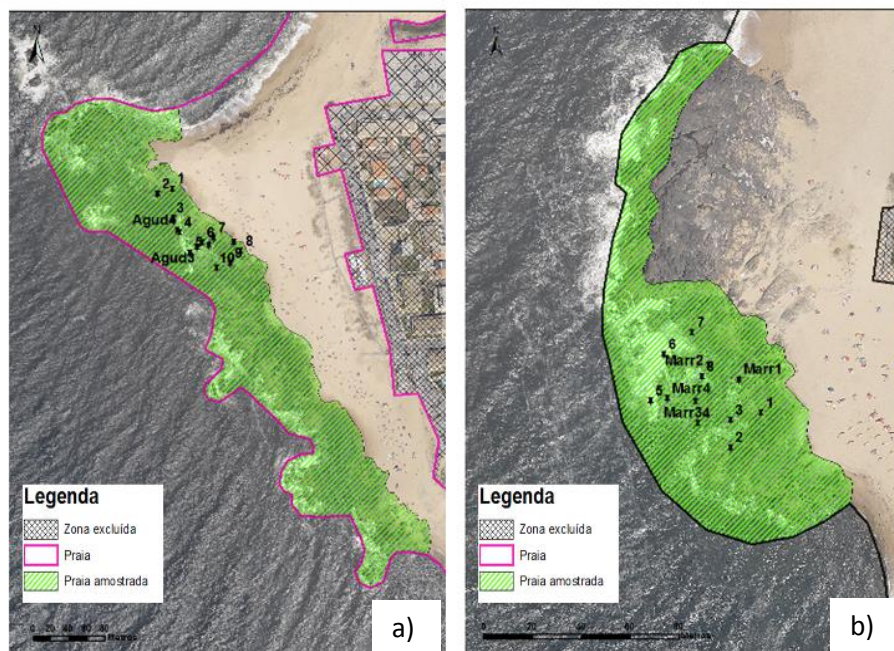 N
2
1
3
Agud4
4
7
6
8
5
Agud3
9
10
Legenda
Zona excluída
Praia
Praia amostrada
a)
7
6
Marr2
8
Marr1
Marr4
5
1
Marr34
3
2
Legenda
Zona excluída
Praia
Praia amostrada
b)